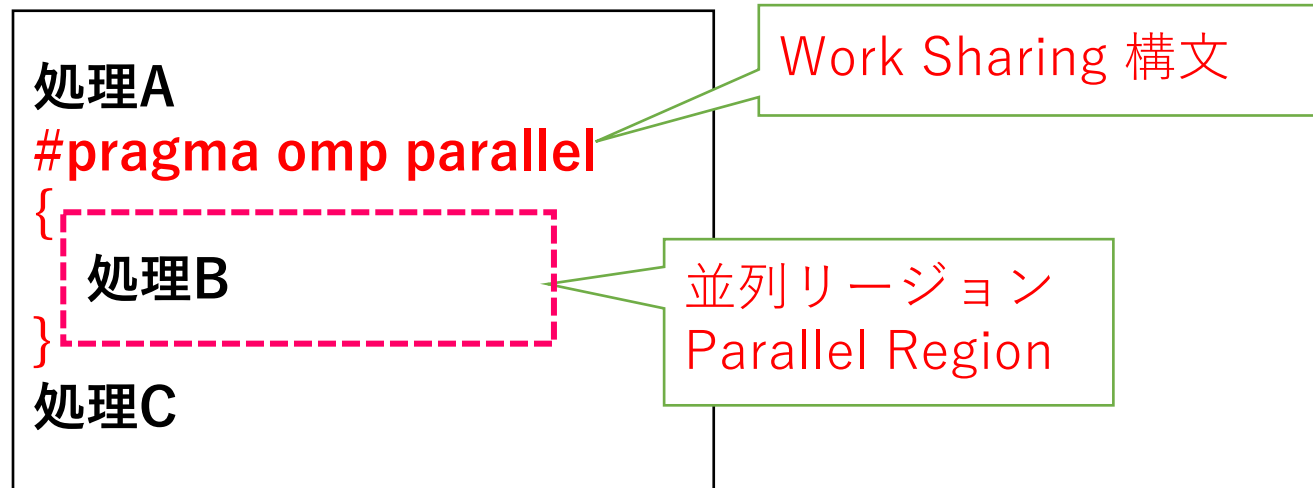 Work Sharing 構文
処理A
#pragma omp parallel
{
処理B
並列リージョン
Parallel Region
}
処理C